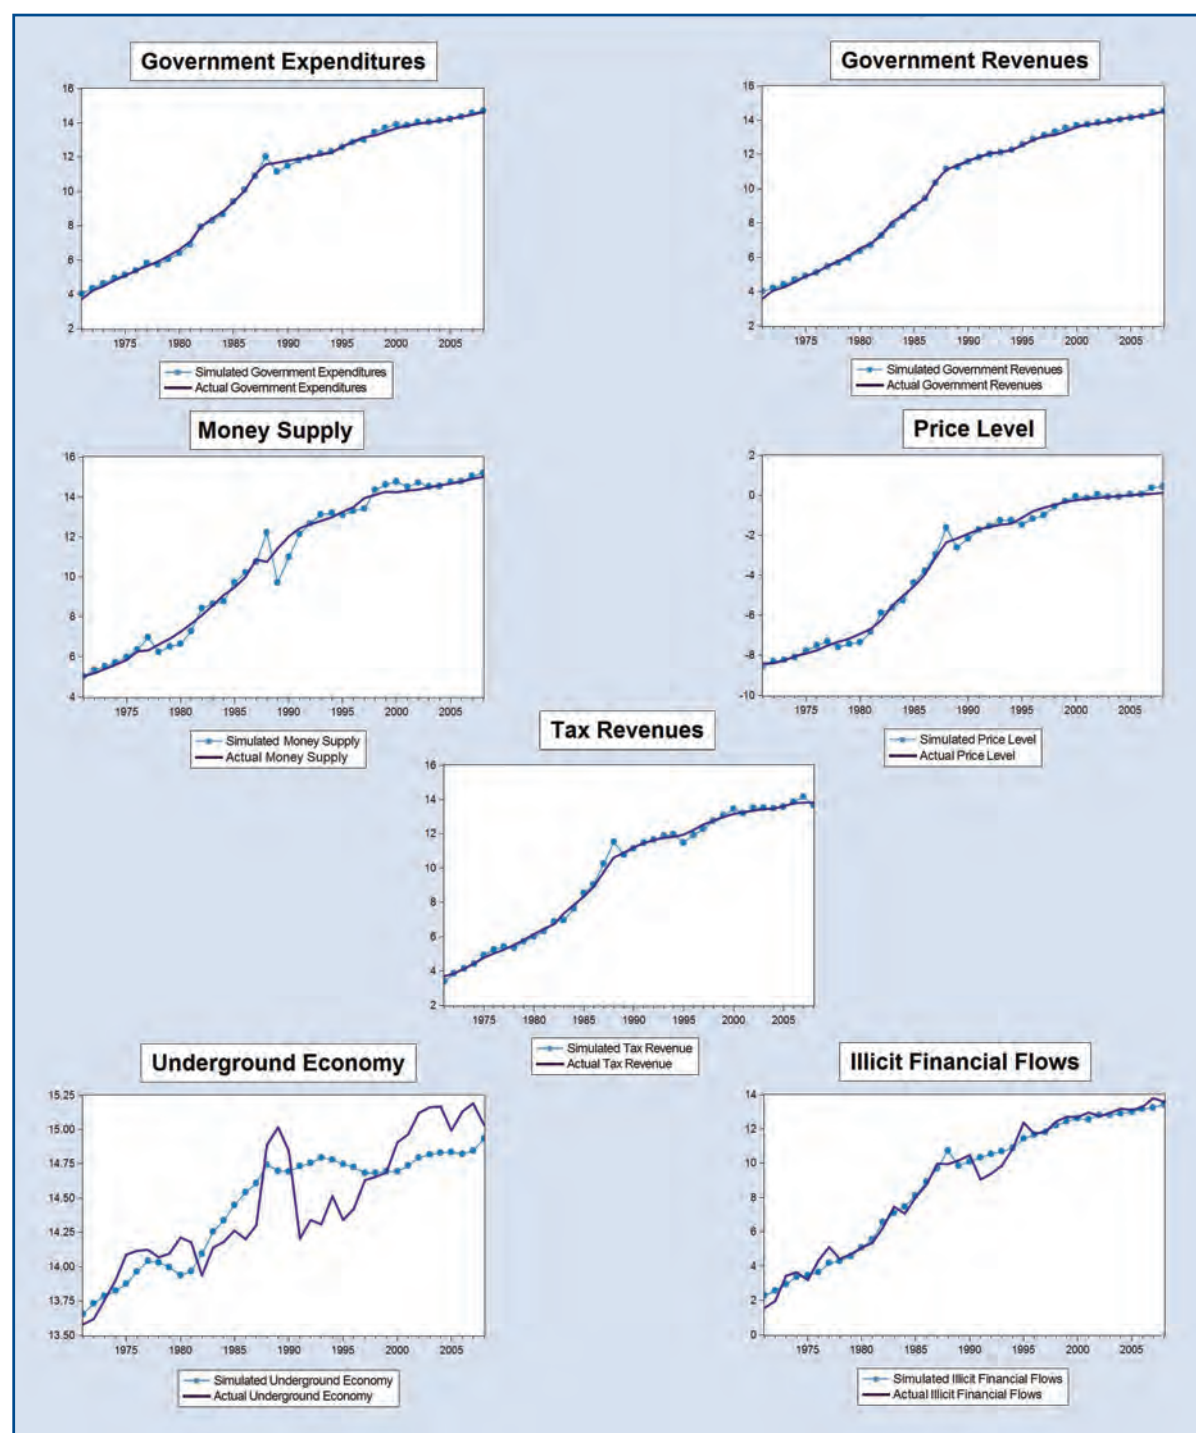 Government Expenditures
16
14
12
10
8
6
4
2
1975 1980 1985 1990 1995 2000 2005
Simulated Government Expenditures
Actual Government Expenditures
Government Revenues
16
14
12
10
8
6
4
2
1975 1980 1985 1990 1995 2000 2005
Simulated Government Revenues
Actual Government Revenues
Money Supply
16
14
12
10
8
6
4
1975 1980 1985 1990 1995 2000 2005
Simulated Money Supply
Actual Money Supply
Price Level
2
0
-2
-4
-6
-8
-10
1975 1980 1985 1990 1995 2000 2005
Simulated Price Level
Actual Price Level
Tax Revenues
16
14
12
10
8
6
4
2
1975 1980 1985 1990 1995 2000 2005
Simulated Tax Revenue
Actual Tax Revenue
Underground Economy
15.25
15.00
14.75
14.50
14.25
14.00
13.75
13.50
1975 1980 1985 1990 1995 2000 2005
Simulated Underground Economy
Actual Underground Economy
Illicit Financial Flows
14
12
10
8
6
4
2
0
1975 1980 1985 1990 1995 2000 2005
Simulated Illicit Financial Flows
Actual Illicit Financial Flows